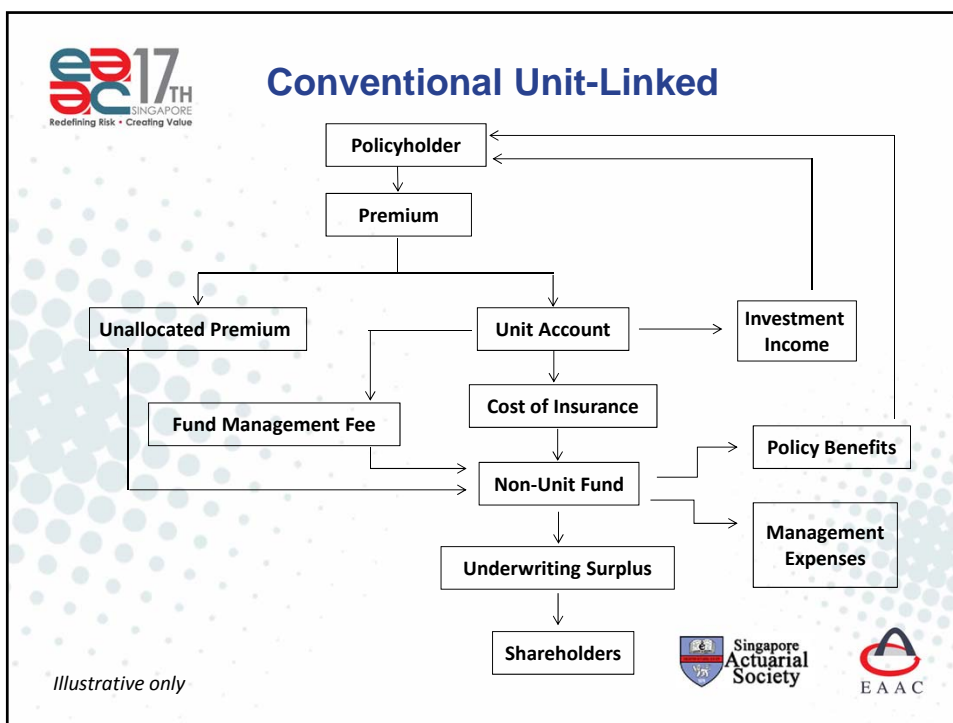 eaac 17TH
SINGAPORE
Redefining Risk • Creating Value
Conventional Unit-Linked
Policyholder
Premium
Unallocated Premium
Unit Account
Investment
Income
Fund Management Fee
Cost of Insurance
Non-Unit Fund
Policy Benefits
Management
Expenses
Underwriting Surplus
Shareholders
Illustrative only
Singapore
Actuarial
Society
EAAC